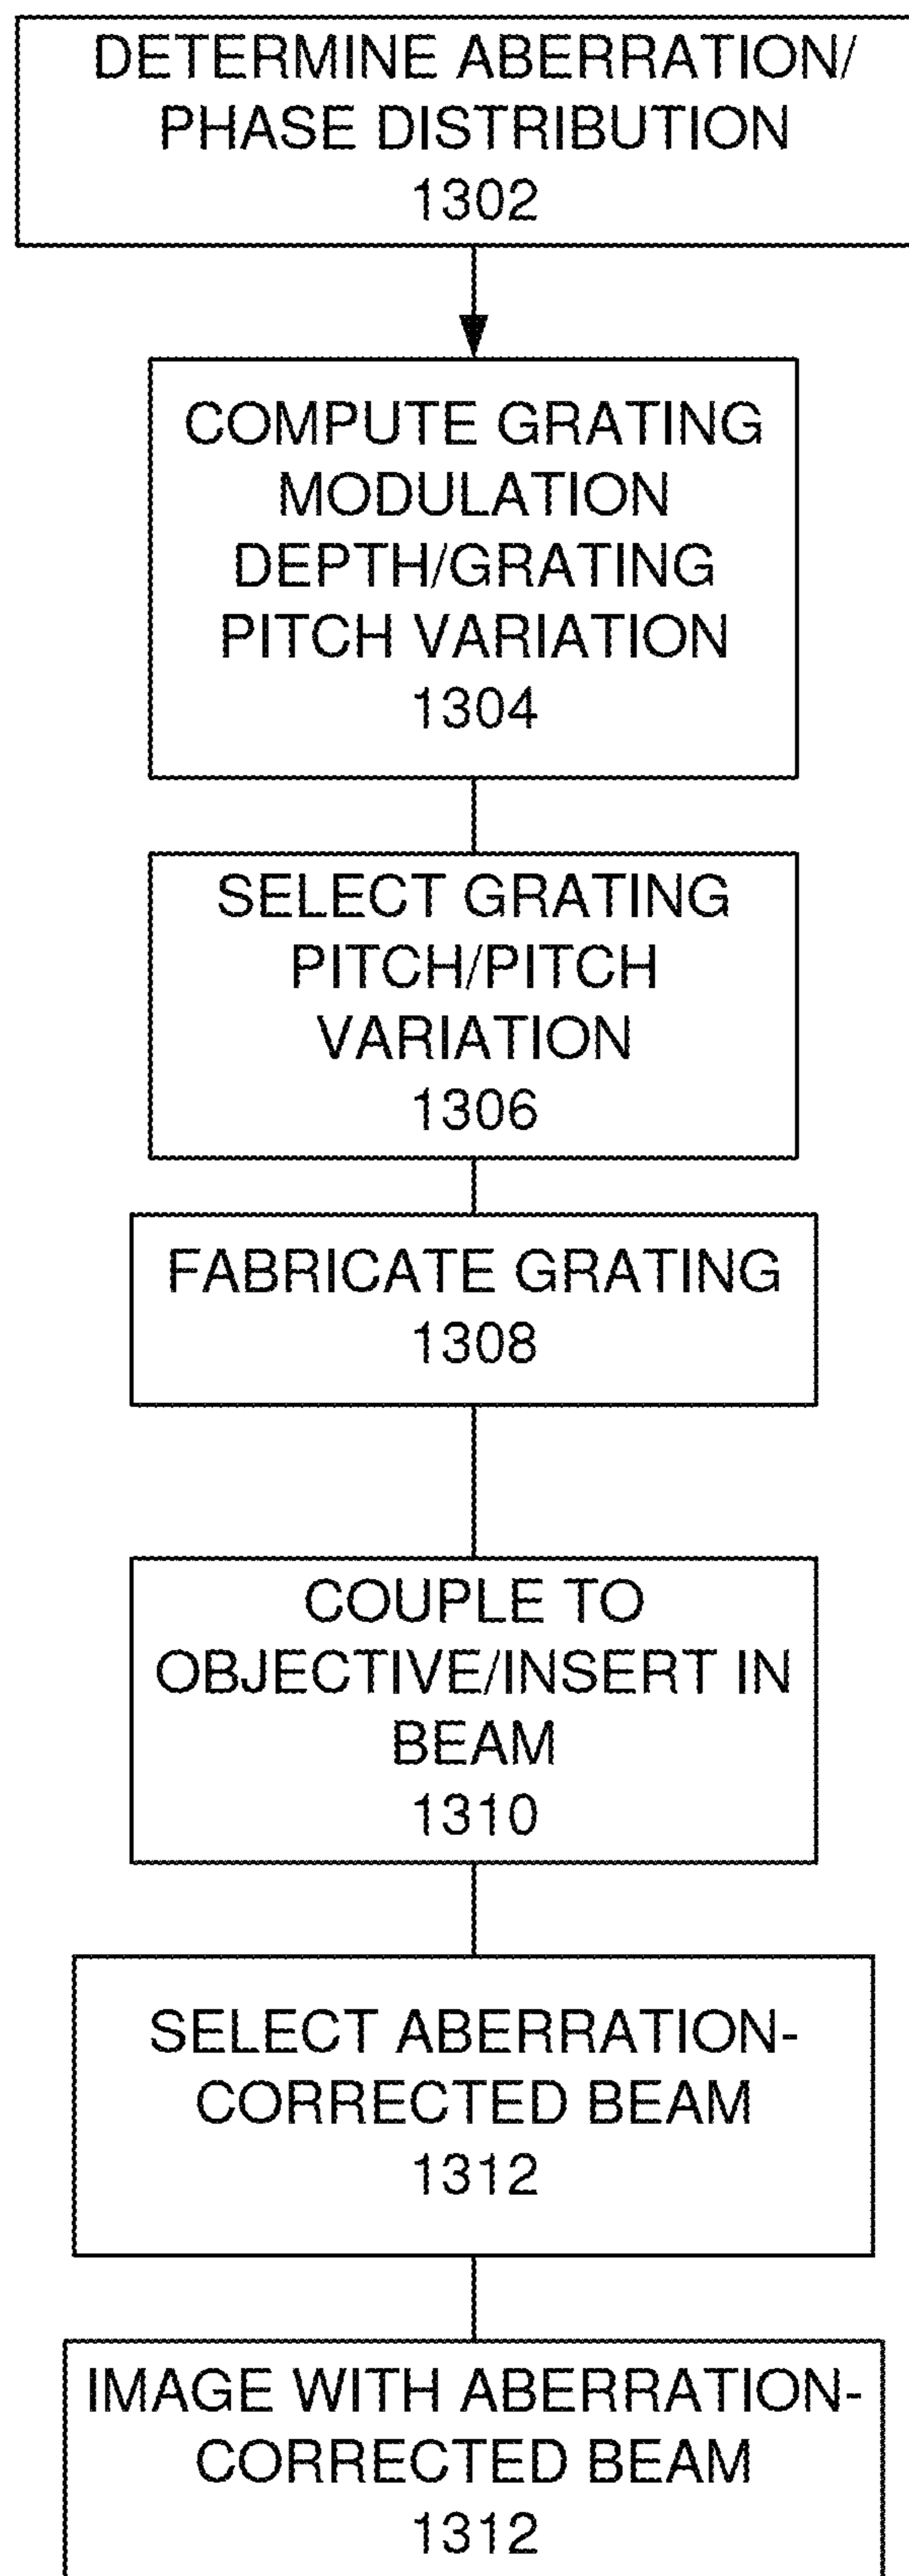 DETERMINE ABERRATION/
PHASE DISTRIBUTION
1302
COMPUTE GRATING
MODULATION
DEPTH/GRATING
PITCH VARIATION
1304
SELECT GRATING
PITCH/PITCH
VARIATION
1306
FABRICATE GRATING
1308
COUPLE TO
OBJECTIVE/INSERT IN
BEAM
1310
SELECT ABERRATION-
CORRECTED BEAM
1312
IMAGE WITH ABERRATION-
CORRECTED BEAM
1312